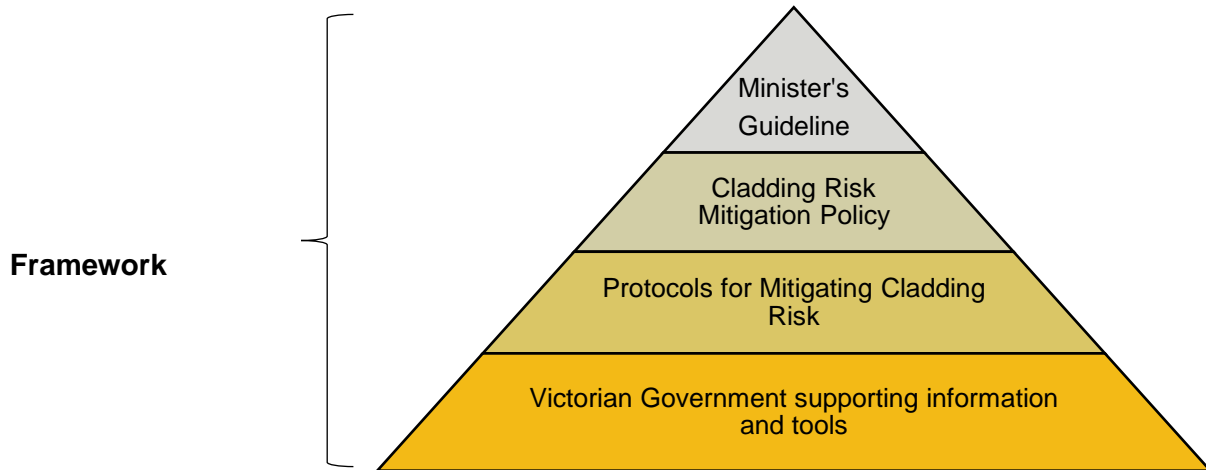 Minister's
Guideline
Cladding Risk
Mitigation Policy
Framework
Protocols for Mitigating Cladding
Risk
Victorian Government supporting information
and tools